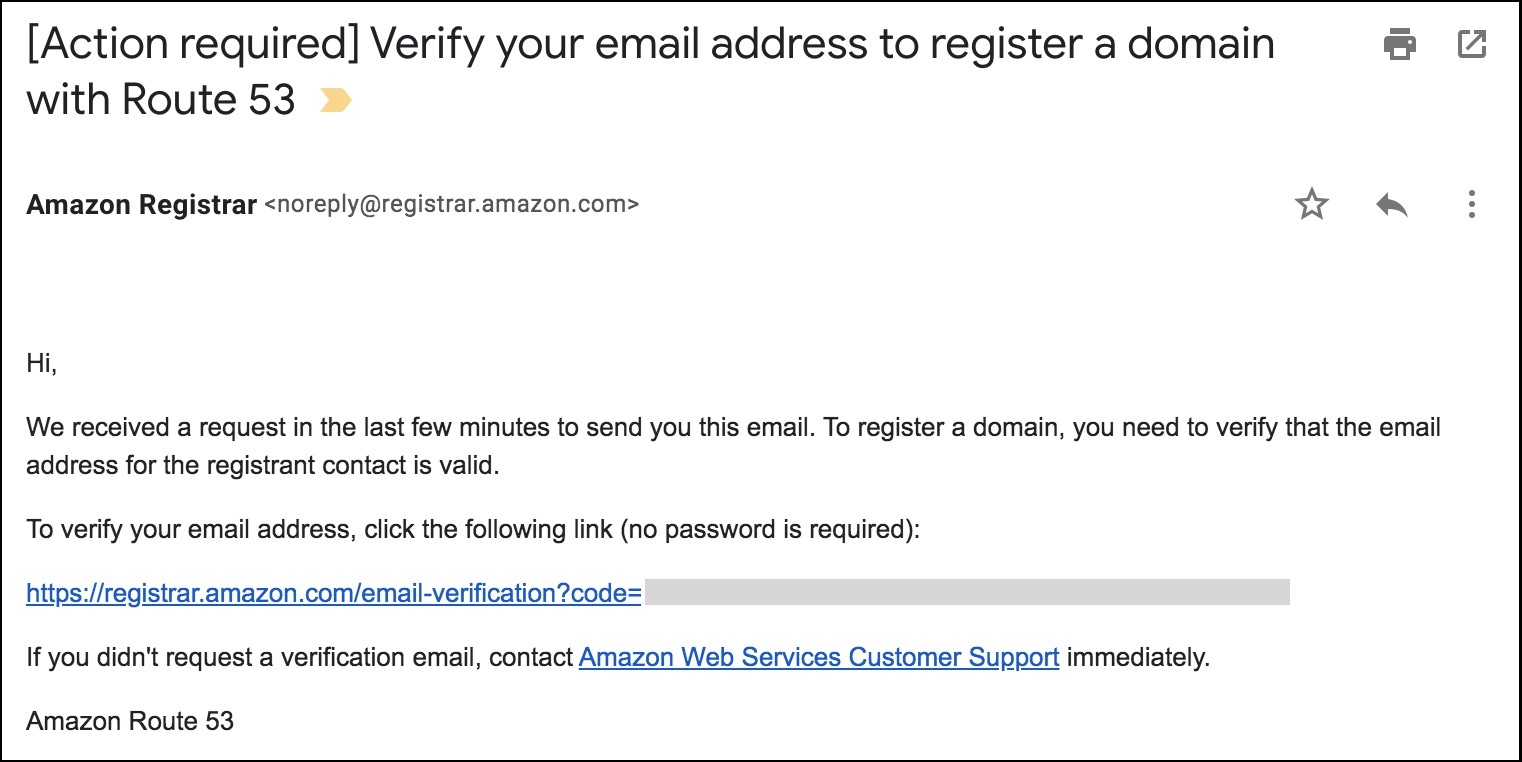 [Action required] Verify your email address to register a domain
with Route 53
Amazon Registrar <noreply@registrar.amazon.com>
Hi,
We received a request in the last few minutes to send you this email. To register a domain, you need to verify that the email
address for the registrant contact is valid.
To verify your email address, click the following link (no password is required):
https://registrar.amazon.com/email-verification?code=
If you didn't request a verification email, contact Amazon Web Services Customer Support immediately.
Amazon Route 53